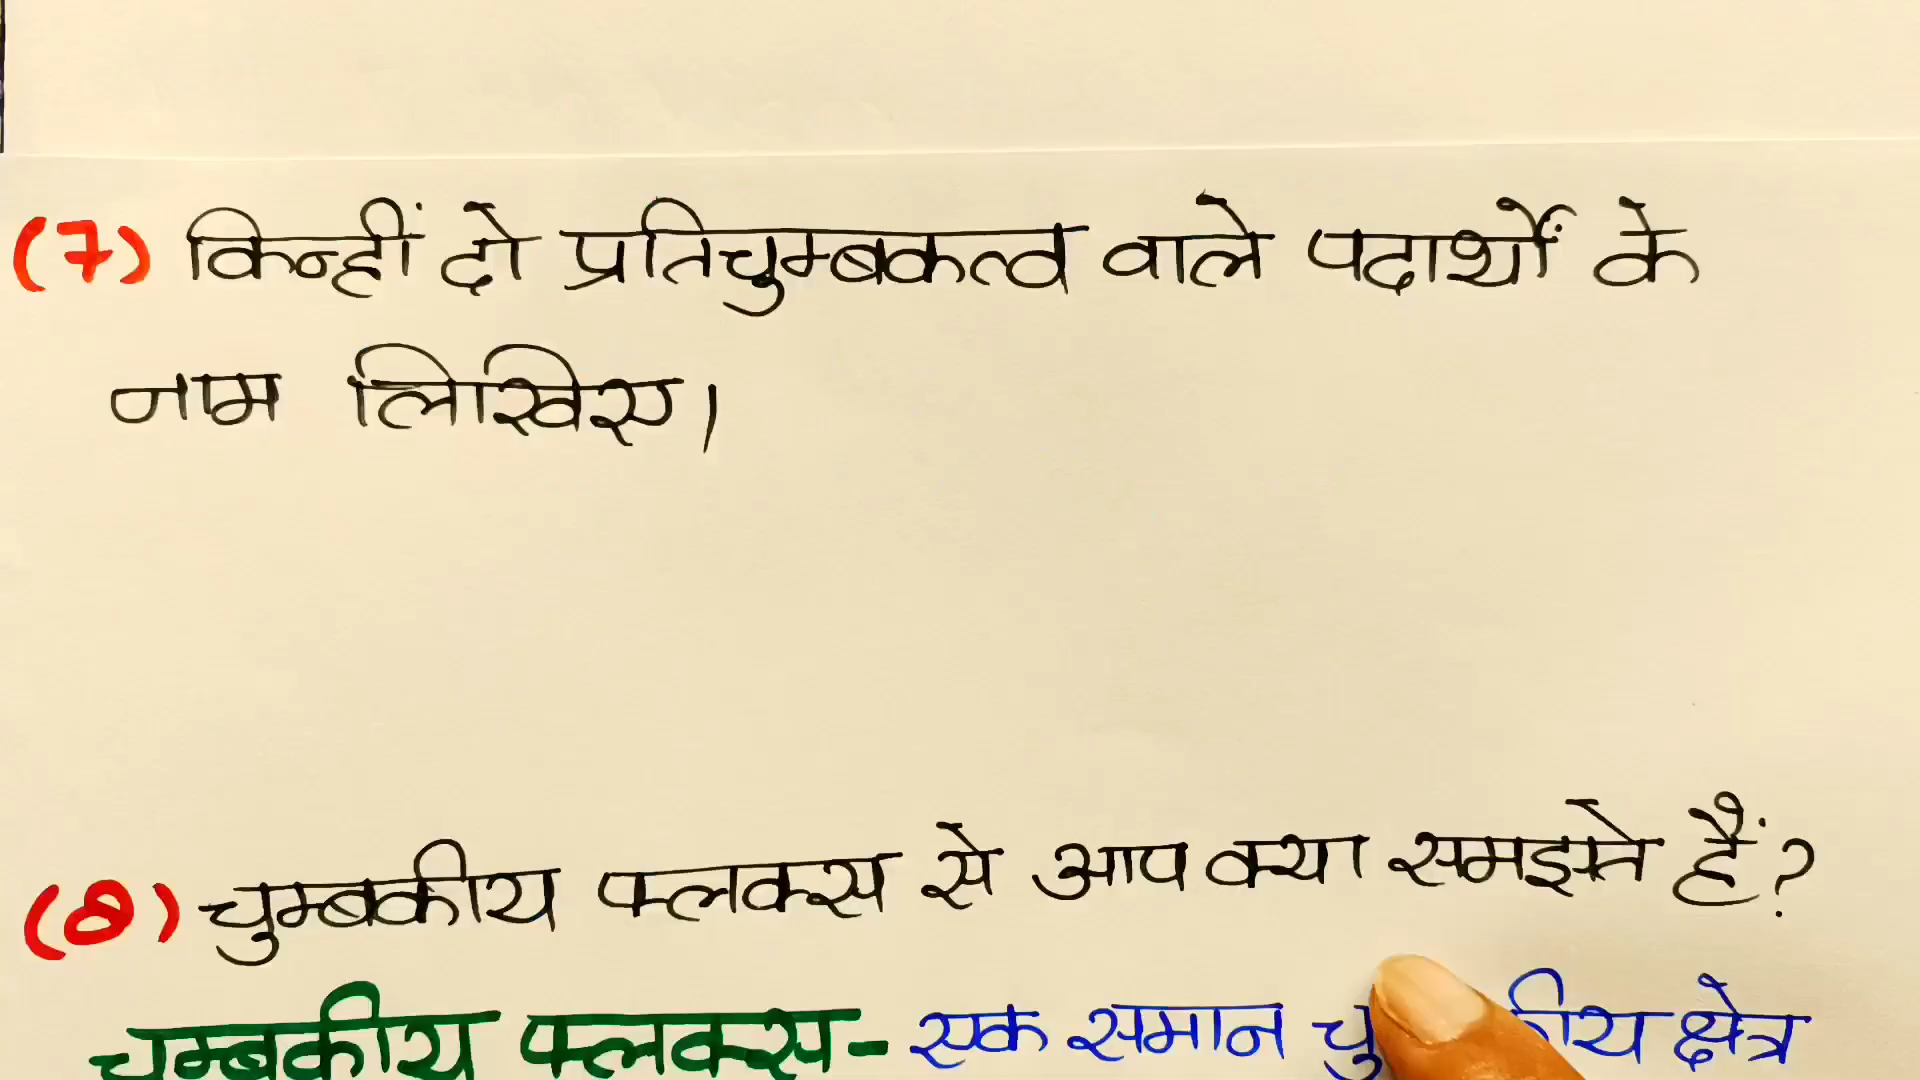 (7) किन्हीं दो प्रतिचुम्बकत्व वाले पदार्थों के
नाम लिखिए।
(8) चुम्बकीय फ्लक्स से आप क्या समझते हैं?
चुम्बकीय फ्लक्स- एक समान क्षेत्र